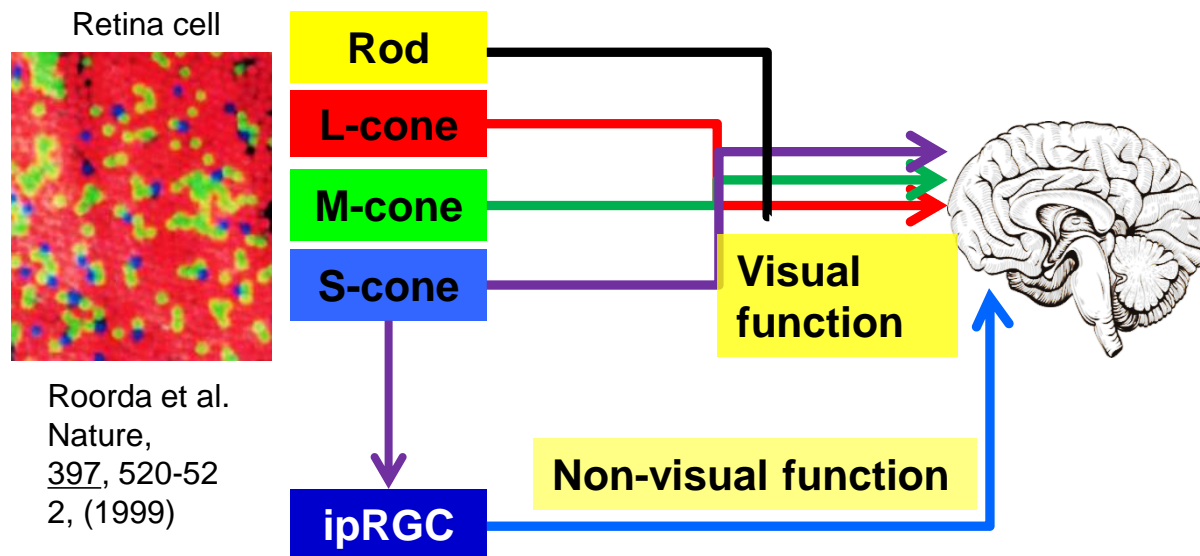 Retina cell
Rod
L-cone
M-cone
S-cone
Visual
function
Roorda et al.
Nature,
397, 520-52
2, (1999)
Non-visual function
ipRGC